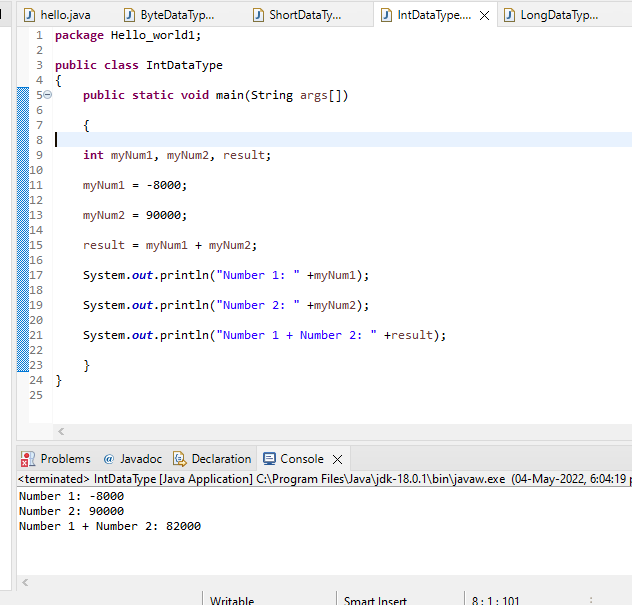 hello.java ByteDataTyp... ShortDataTy... IntDataType.... LongDataTyp...
1 package Hello_world1;
2
3 public class IntDataType
4 {
5 public static void main(String args[])
6
7 {
8
9 int myNum1, myNum2, result;
10
11 myNum1 = -8000;
12
13 myNum2 = 90000;
14
15 result = myNum1 + myNum2;
16
17 System.out.println("Number 1: " +myNum1);
18
19 System.out.println("Number 2: " +myNum2);
20
21 System.out.println("Number 1 + Number 2: " +result);
22
23 }
24 }
25
Problems @ Javadoc Declaration Console
<terminated> IntDataType [Java Application] C:\Program Files\Java\jdk-18.0.1\bin\javaw.exe (04-May-2022, 6:04:19 p
Number 1: -8000
Number 2: 90000
Number 1 + Number 2: 82000
Writable Smart Insert 8 : 1 : 101